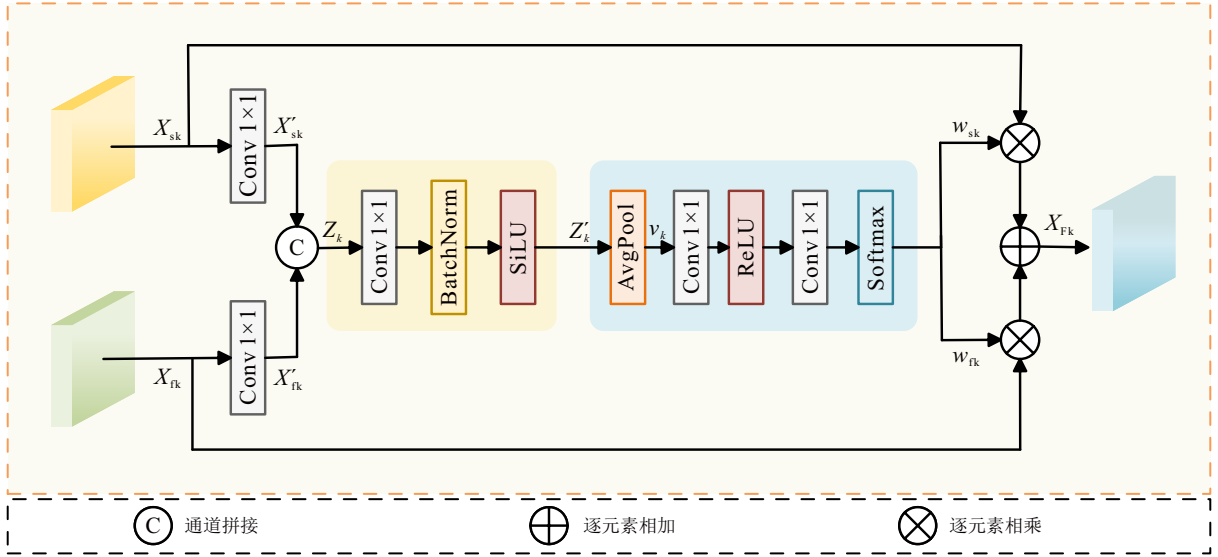 X_sk
Conv 1×1
X′_sk
C
Z_k
Conv 1×1
BatchNorm
SiLU
Z′_k
AvgPool
v_k
Conv 1×1
ReLU
Conv 1×1
Softmax
w_sk
X_Fk
w_fk
X_fk
Conv 1×1
X′_fk
C 通道拼接
逐元素相加
逐元素相乘